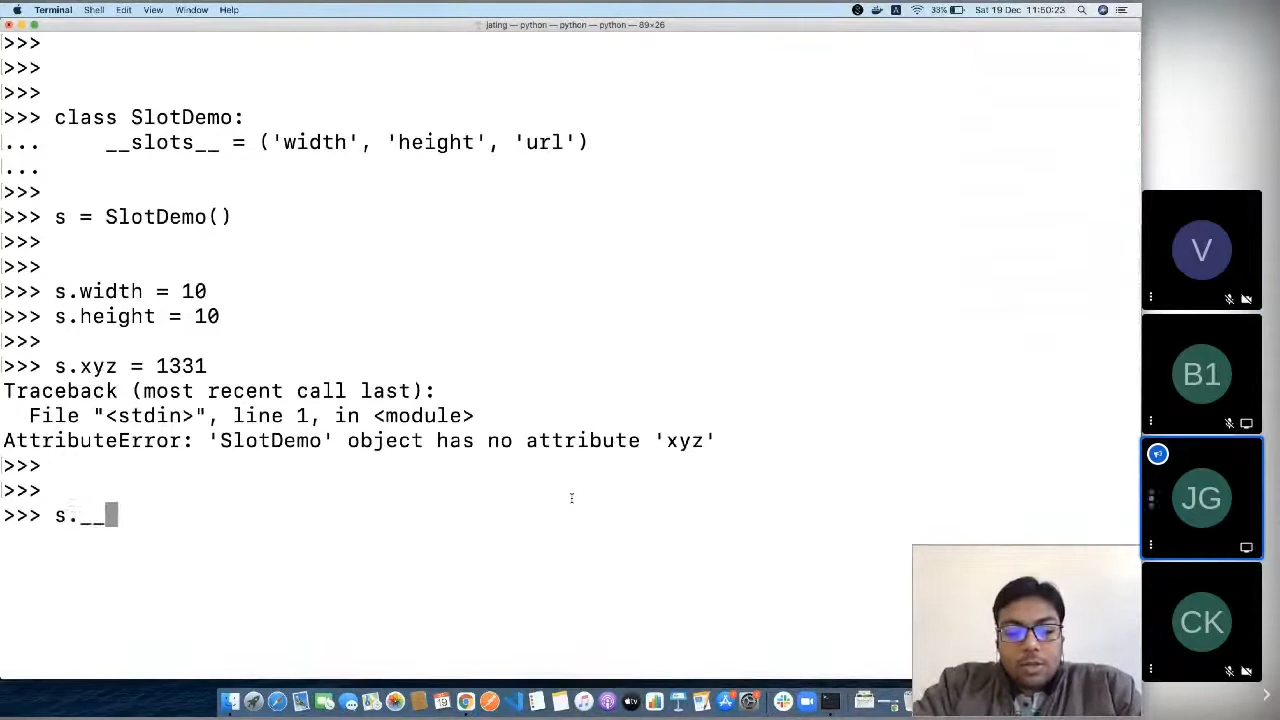 Terminal Shell Edit View Window Help 33% Sat 19 Dec 11:50:23
jating — python — python — python — 89×26
>>>
>>>
>>>
>>> class SlotDemo:
... __slots__ = ('width', 'height', 'url')
...
>>>
>>> s = SlotDemo()
>>>
>>>
>>> s.width = 10
>>> s.height = 10
>>>
>>> s.xyz = 1331
Traceback (most recent call last):
File "<stdin>", line 1, in <module>
AttributeError: 'SlotDemo' object has no attribute 'xyz'
>>>
>>>
>>> s.__
V
B1
JG
CK